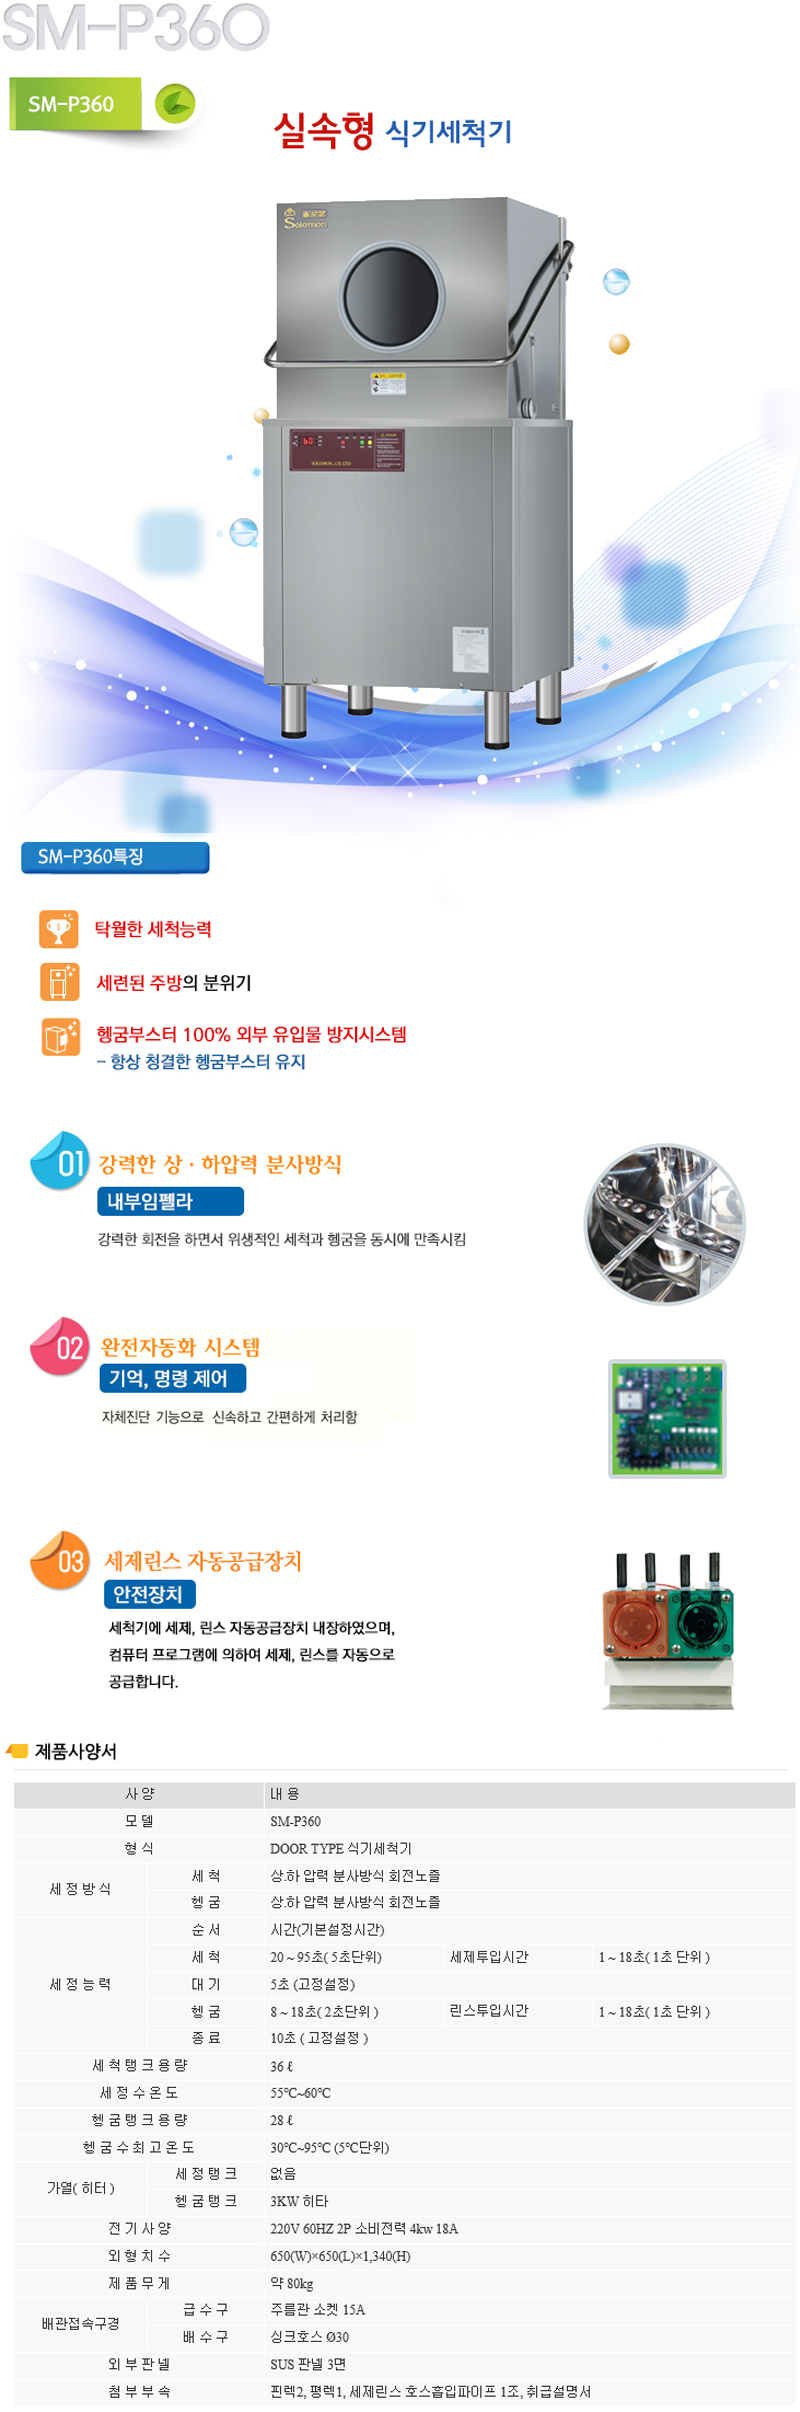 SM-P360
SM-P360
실속형 식기세척기
솔로몬
Solomon
SOLOMON., CO. LTD
SM-P360특징
탁월한 세척능력
세련된 주방의 분위기
헹굼부스터 100% 외부 유입물 방지시스템
- 항상 청결한 헹굼부스터 유지
01 강력한 상·하압력 분사방식
내부임펠라
강력한 회전을 하면서 위생적인 세척과 헹굼을 동시에 만족시킴
02 완전자동화 시스템
기억, 명령 제어
자체진단 기능으로 신속하고 간편하게 처리함
03 세제린스 자동공급장치
안전장치
세척기에 세제, 린스 자동공급장치 내장하였으며,
컴퓨터 프로그램에 의하여 세제, 린스를 자동으로
공급합니다.
제품사양서
사 양 내 용
모 델 SM-P360
형 식 DOOR TYPE 식기세척기
세 정 방 식 세 척 상.하 압력 분사방식 회전노즐
헹 굼 상.하 압력 분사방식 회전노즐
세 정 능 력 순 서 시간(기본설정시간)
세 척 20 ~ 95초( 5초단위) 세제투입시간 1 ~ 18초( 1초 단위 )
대 기 5초 (고정설정)
헹 굼 8 ~ 18초( 2초단위 ) 린스투입시간 1 ~ 18초( 1초 단위 )
종 료 10초 ( 고정설정 )
세 척 탱 크 용 량 36 ℓ
세 정 수 온 도 55℃~60℃
헹 굼 탱 크 용 량 28 ℓ
헹 굼 수 최 고 온 도 30℃~95℃ (5℃단위)
가열( 히터 ) 세 정 탱 크 없음
헹 굼 탱 크 3KW 히타
전 기 사 양 220V 60HZ 2P 소비전력 4kw 18A
외 형 치 수 650(W)×650(L)×1,340(H)
제 품 무 게 약 80kg
배관접속구경 급 수 구 주름관 소켓 15A
배 수 구 싱크호스 Ø30
외 부 판 넬 SUS 판넬 3면
첨 부 부 속 핀렉2, 평렉1, 세제린스 호스흡입파이프 1조, 취급설명서